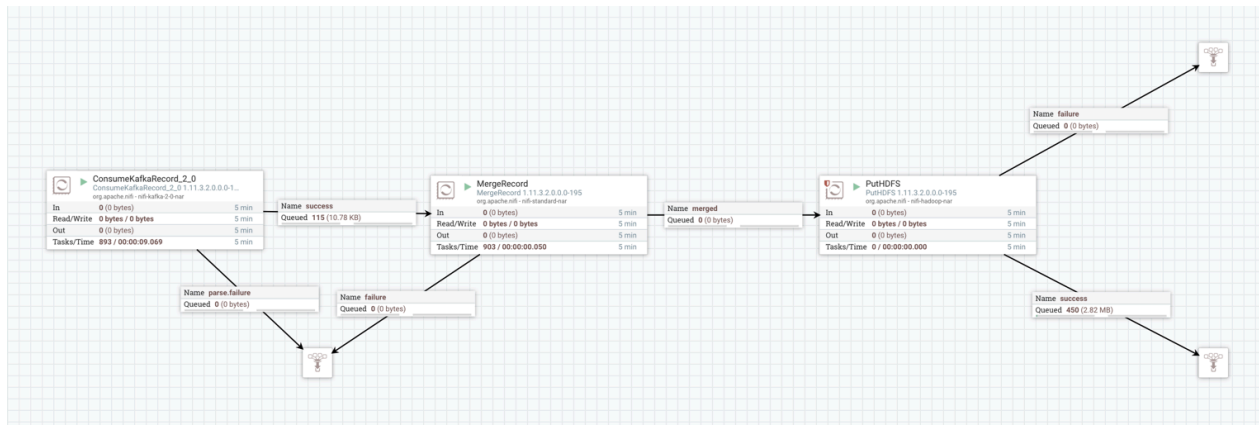 ConsumeKafkaRecord_2_0
ConsumeKafkaRecord_2_0 1.11.3.2.0.0.0-1...
org.apache.nifi - nifi-kafka-2-0-nar
In 0 (0 bytes) 5 min
Read/Write 0 bytes / 0 bytes 5 min
Out 0 (0 bytes) 5 min
Tasks/Time 893 / 00:00:09.069 5 min
Name success
Queued 115 (10.78 KB)
MergeRecord
MergeRecord 1.11.3.2.0.0.0-195
org.apache.nifi - nifi-standard-nar
In 0 (0 bytes) 5 min
Read/Write 0 bytes / 0 bytes 5 min
Out 0 (0 bytes) 5 min
Tasks/Time 903 / 00:00:00.050 5 min
Name merged
Queued 0 (0 bytes)
PutHDFS
PutHDFS 1.11.3.2.0.0.0-195
org.apache.nifi - nifi-hadoop-nar
In 0 (0 bytes) 5 min
Read/Write 0 bytes / 0 bytes 5 min
Out 0 (0 bytes) 5 min
Tasks/Time 0 / 00:00:00.000 5 min
Name failure
Queued 0 (0 bytes)
Name parse.failure
Queued 0 (0 bytes)
Name failure
Queued 0 (0 bytes)
Name success
Queued 450 (2.82 MB)